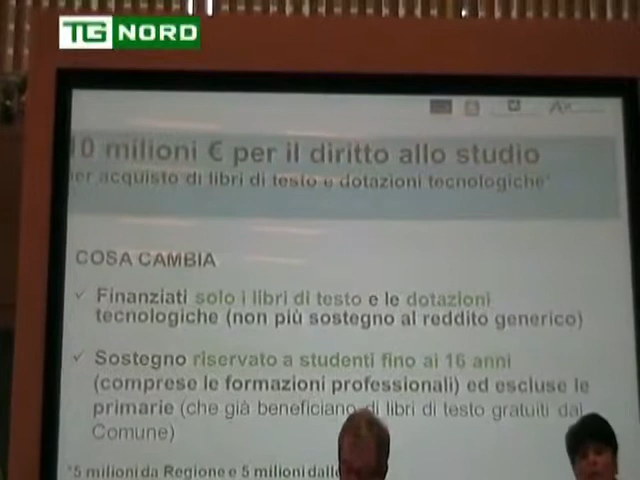 TG NORD
10 milioni € per il diritto allo studio
per acquisto di libri di testo e dotazioni tecnologiche*
COSA CAMBIA
✓ Finanziati solo i libri di testo e le dotazioni
tecnologiche (non più sostegno al reddito generico)
✓ Sostegno riservato a studenti fino ai 16 anni
(comprese le formazioni professionali) ed escluse le
primarie (che già beneficiano di libri di testo gratuiti dal
Comune)
*5 milioni da Regione e 5 milioni dallo